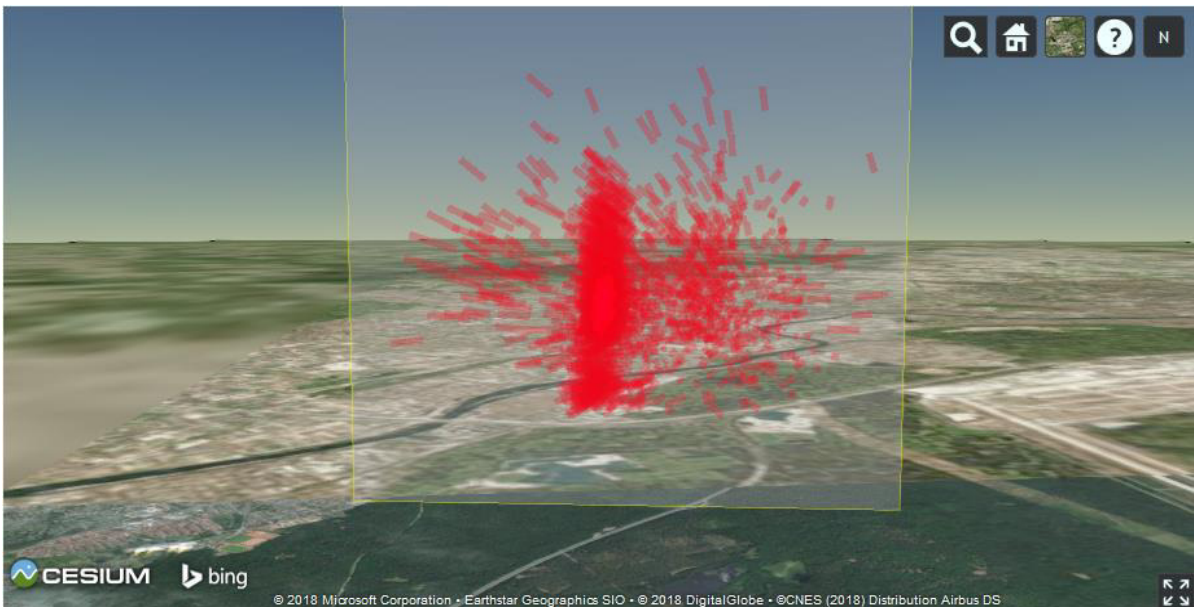 ?
N
CESIUM
bing
© 2018 Microsoft Corporation • Earthstar Geographics SIO • © 2018 DigitalGlobe • ©CNES (2018) Distribution Airbus DS